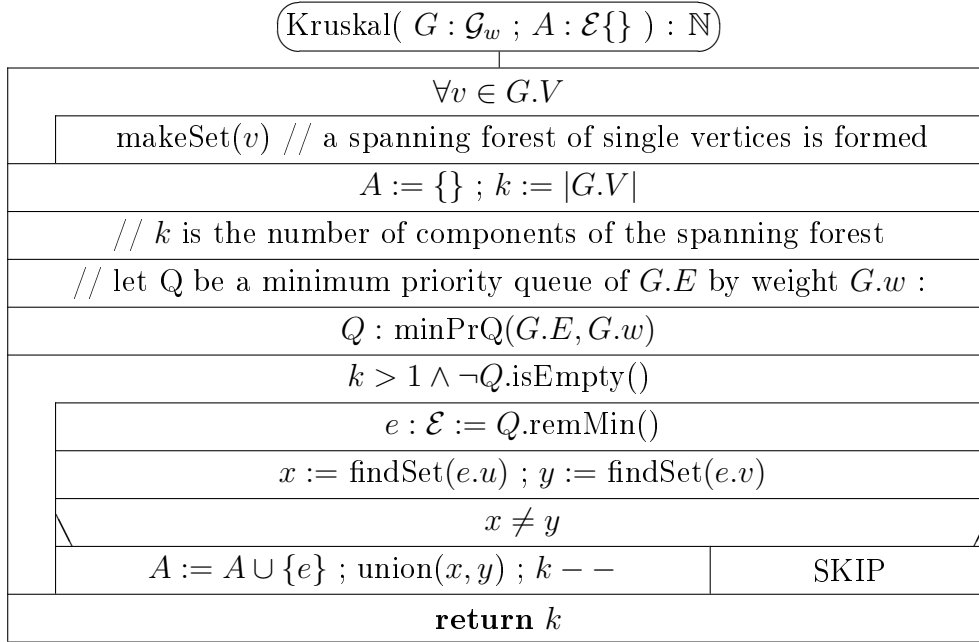 Kruskal( G : 𝒢w ; A : ℰ{} ) : ℕ
∀v ∈ G.V
makeSet(v) // a spanning forest of single vertices is formed
A := {} ; k := |G.V|
// k is the number of components of the spanning forest
// let Q be a minimum priority queue of G.E by weight G.w :
Q : minPrQ(G.E, G.w)
k > 1 ∧ ¬Q.isEmpty()
e : ℰ := Q.remMin()
x := findSet(e.u) ; y := findSet(e.v)
x ≠ y
A := A ∪ {e} ; union(x, y) ; k − − SKIP
return k